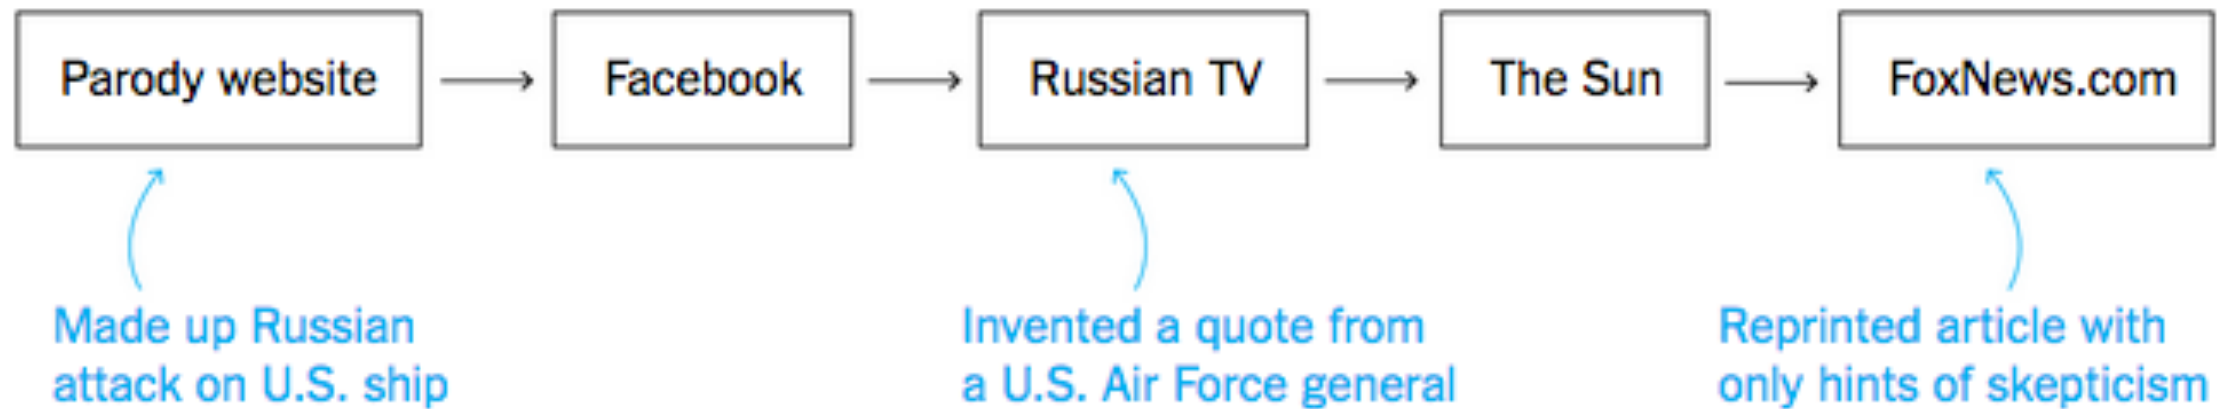 Parody website
Facebook
Russian TV
The Sun
FoxNews.com
Made up Russian
attack on U.S. ship
Invented a quote from
a U.S. Air Force general
Reprinted article with
only hints of skepticism